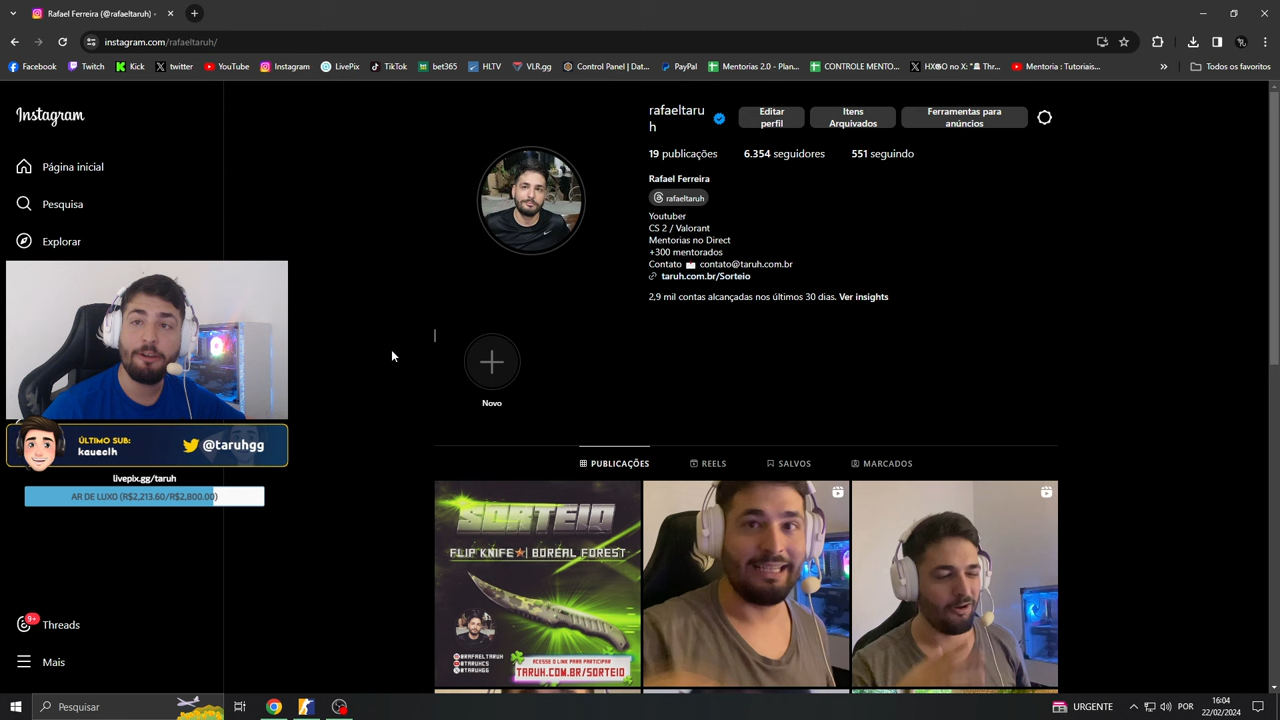 Rafael Ferreira (@rafaeltaruh) •
instagram.com/rafaeltaruh/
Facebook
Twitch
Kick
twitter
YouTube
Instagram
LivePix
TikTok
bet365
HLTV
VLR.gg
Control Panel | Dat...
PayPal
Mentorias 2.0 - Plan...
CONTROLE MENTO...
Mentoria : Tutoriais...
Todos os favoritos
Instagram
Página inicial
Pesquisa
Explorar
rafaeltaru
h
Editar
perfil
Itens
Arquivados
Ferramentas para
anúncios
19 publicações
6.354 seguidores
551 seguindo
Rafael Ferreira
rafaeltaruh
Youtuber
CS 2 / Valorant
Mentorias no Direct
+300 mentorados
Contato 📩 contato@taruh.com.br
taruh.com.br/Sorteio
2,9 mil contas alcançadas nos últimos 30 dias. Ver insights
Novo
ÚLTIMO SUB:
kaueclh
@taruhgg
livepix.gg/taruh
AR DE LUXO (R$2,213.60/R$2,800.00)
PUBLICAÇÕES
REELS
SALVOS
MARCADOS
SORTEIO
FLIP KNIFE★ | BOREAL FOREST
@RAFAELTARUH
@TARUHCS
@TARUHGG
ACESSE O LINK PARA PARTICIPAR
TARUH.COM.BR/SORTEIO
9+
Threads
Mais
Pesquisar
URGENTE
POR
16:04
22/02/2024